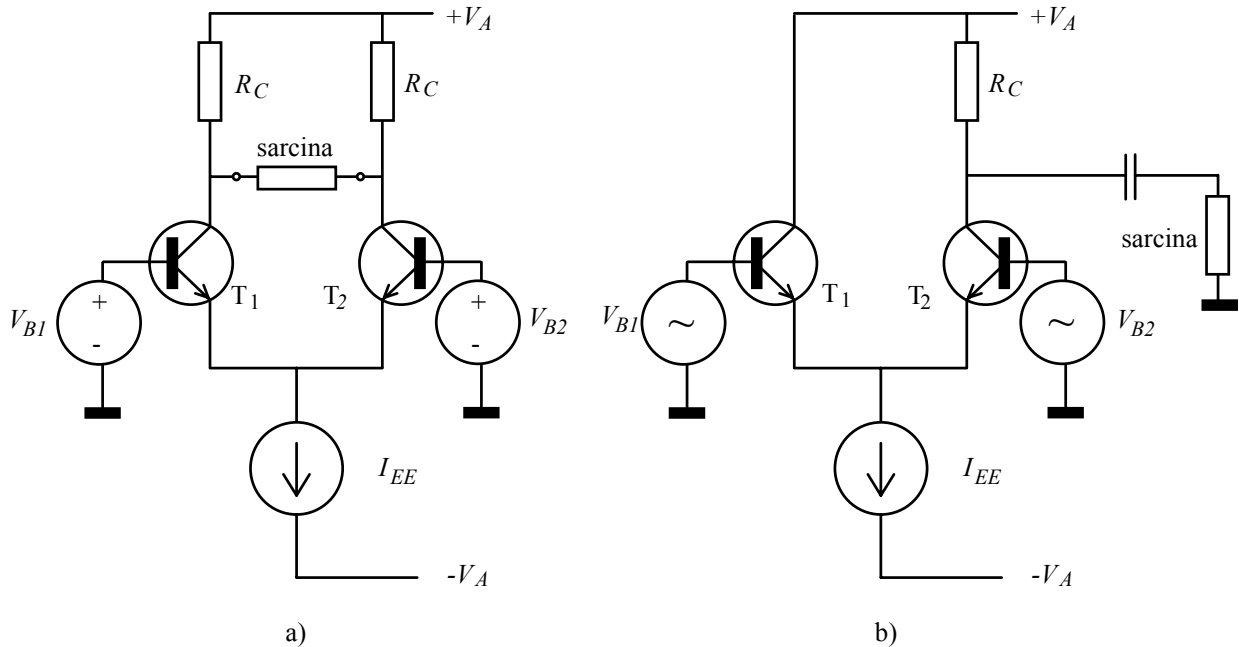 +V_A
R_C
R_C
sarcina
+
-
V_B1
T_1
T_2
+
-
V_B2
I_EE
-V_A
a)
+V_A
R_C
sarcina
V_B1
~
T_1
T_2
~
V_B2
I_EE
-V_A
b)